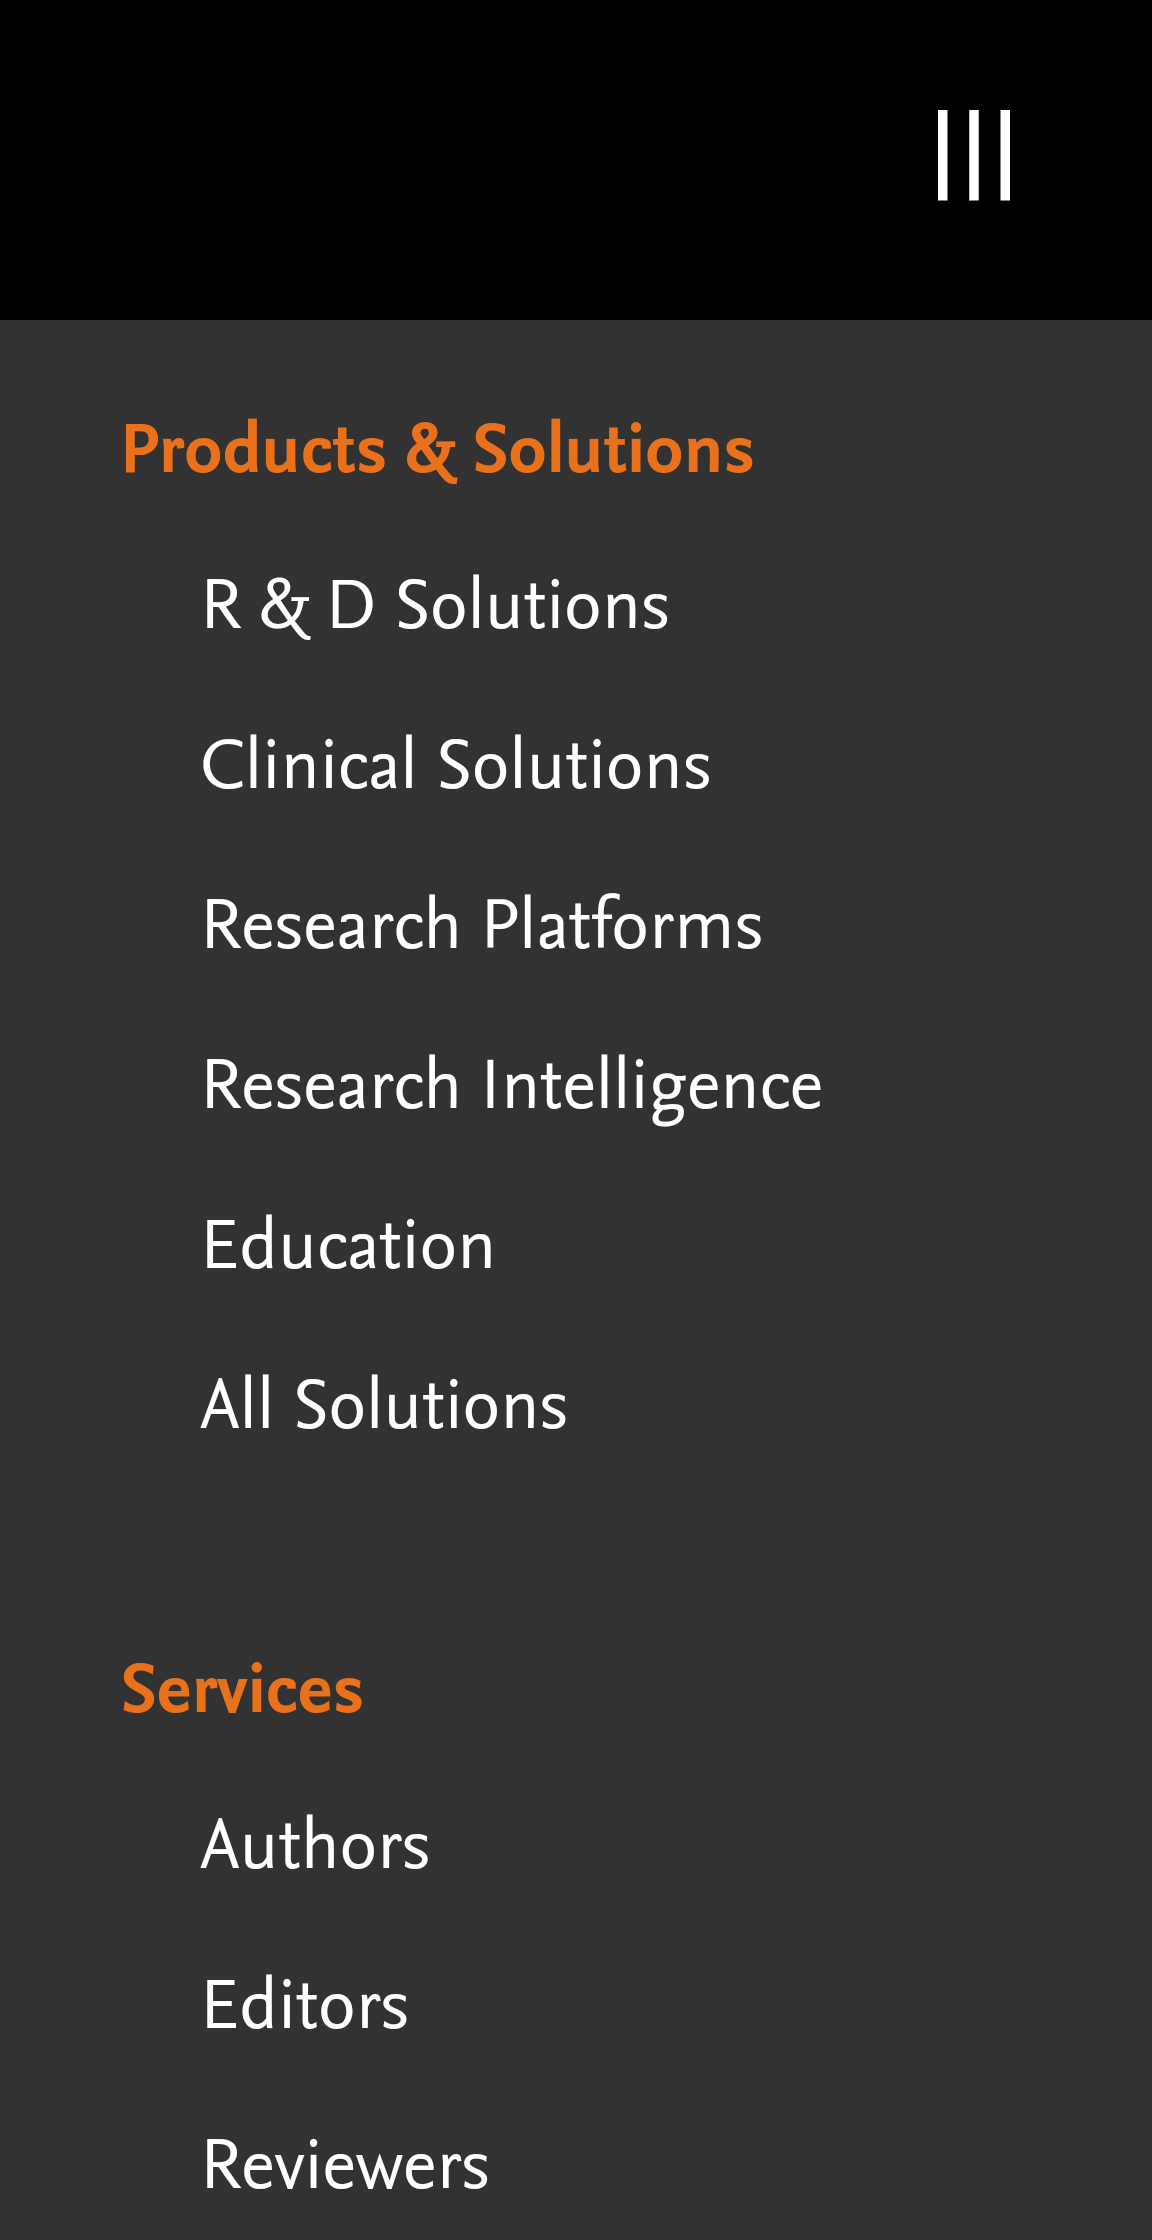 Products & Solutions
R & D Solutions
Clinical Solutions
Research Platforms
Research Intelligence
Education
All Solutions
Services
Authors
Editors
Reviewers